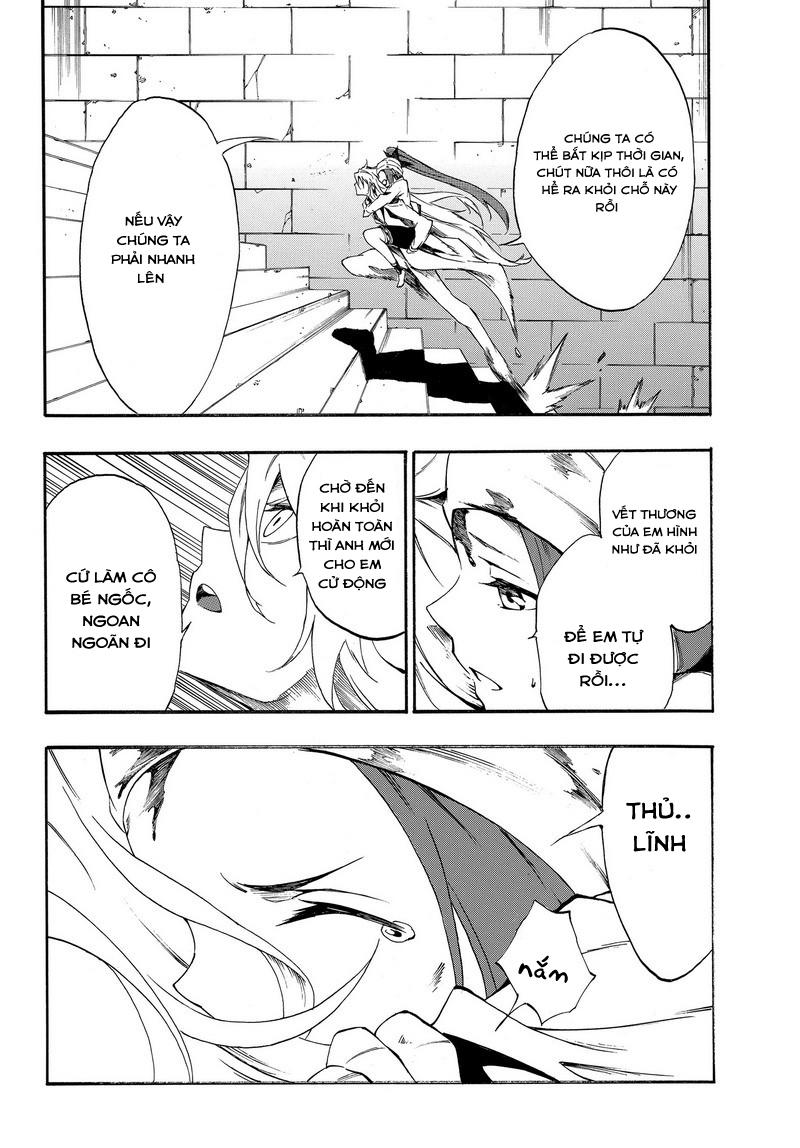 CHÚNG TA CÓ
THỂ BẮT KỊP THỜI GIAN,
CHÚT NỮA THÔI LÀ CÓ
HỀ RA KHỎI CHỖ NÀY
RỒI
NẾU VẬY
CHÚNG TA
PHẢI NHANH
LÊN
VẾT THƯƠNG
CỦA EM HÌNH
NHƯ ĐÃ KHỎI
ĐỂ EM TỰ
ĐI ĐƯỢC
RỒI...
CHỜ ĐẾN
KHI KHỎI
HOÀN TOÀN
THÌ ANH MỚI
CHO EM
CỬ ĐỘNG
CỨ LÀM CÔ
BÉ NGỐC,
NGOAN
NGOÃN ĐI
THỦ..
LĨNH
nắm